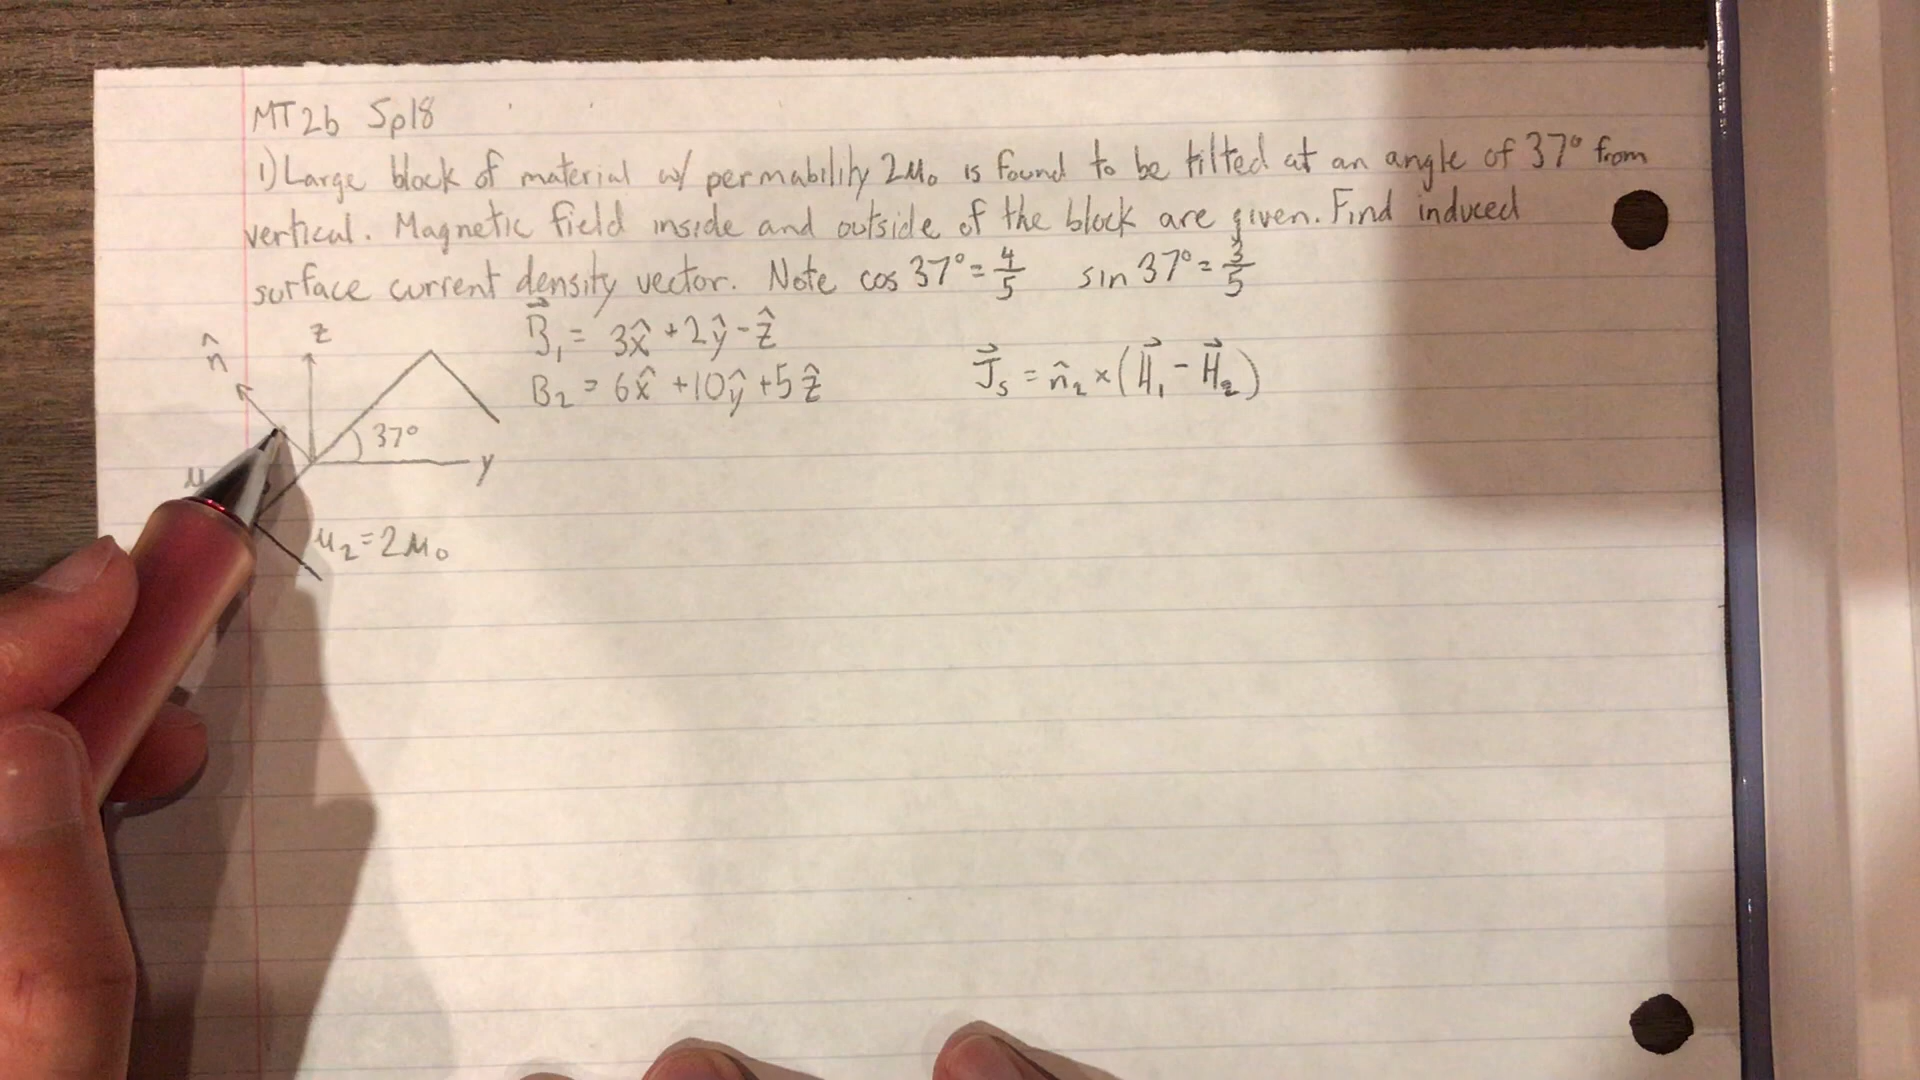 MT2b Sp18
1) Large block of material w/ permability 2μ₀ is found to be tilted at an angle of 37° from
vertical. Magnetic field inside and outside of the block are given. Find induced
surface current density vector. Note cos 37° = 4/5 sin 37° = 3/5
B⃗₁ = 3x̂ + 2ŷ - ẑ
B₂ = 6x̂ + 10ŷ + 5ẑ
J⃗s = n̂₂ × (H⃗₁ - H⃗₂)
n̂
z
37°
y
μ
μ₂ = 2μ₀